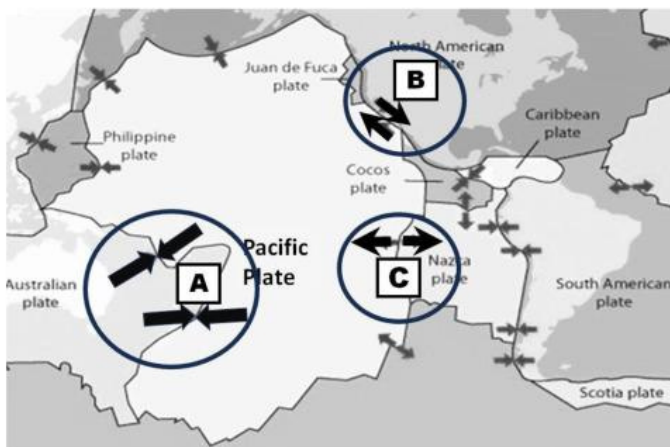 North American
plate
Juan de Fuca
plate
B
Caribbean
plate
Philippine
plate
Cocos
plate
Pacific
Plate
A
Australian
plate
C
Nazca
plate
South American
plate
Scotia plate